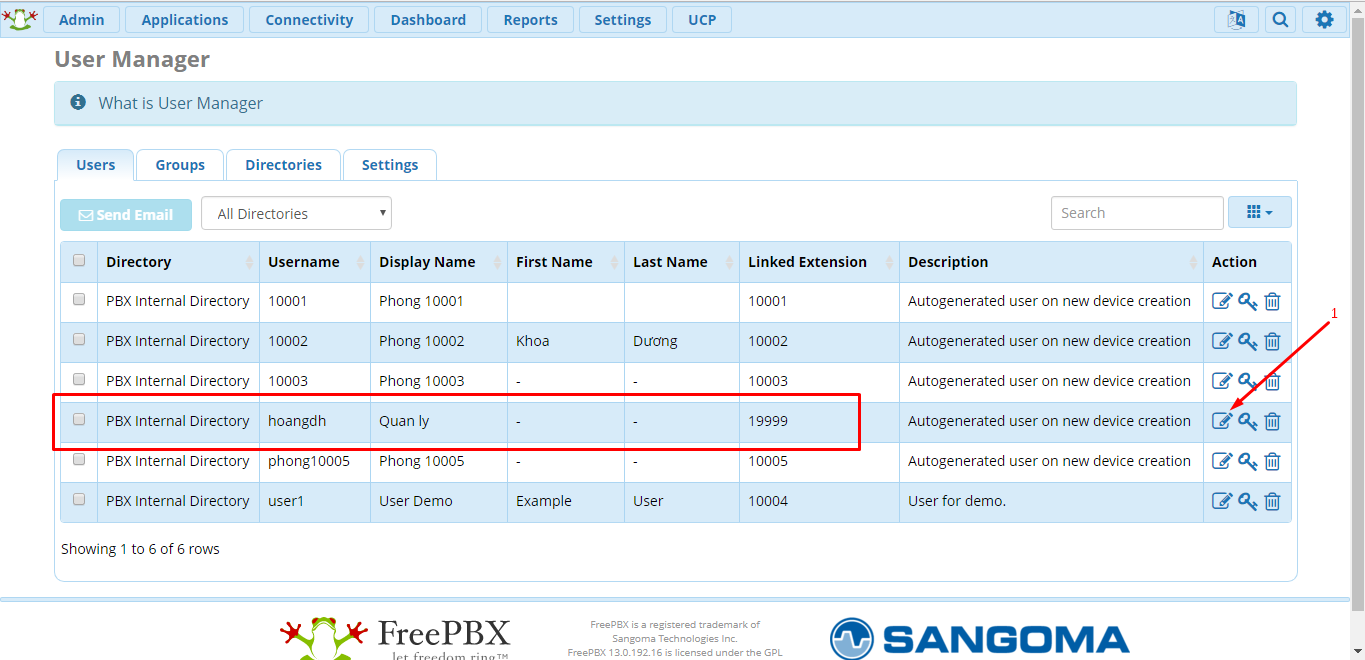 Admin Applications Connectivity Dashboard Reports Settings UCP
User Manager
What is User Manager
Users Groups Directories Settings
Send Email All Directories Search
Directory Username Display Name First Name Last Name Linked Extension Description Action
PBX Internal Directory 10001 Phong 10001 10001 Autogenerated user on new device creation
1
PBX Internal Directory 10002 Phong 10002 Khoa Dương 10002 Autogenerated user on new device creation
PBX Internal Directory 10003 Phong 10003 - - 10003 Autogenerated user on new device creation
PBX Internal Directory hoangdh Quan ly - - 19999 Autogenerated user on new device creation
PBX Internal Directory phong10005 Phong 10005 - - 10005 Autogenerated user on new device creation
PBX Internal Directory user1 User Demo Example User 10004 User for demo.
Showing 1 to 6 of 6 rows
FreePBX
let freedom ring™
FreePBX is a registered trademark of
Sangoma Technologies Inc.
FreePBX 13.0.192.16 is licensed under the GPL
SANGOMA